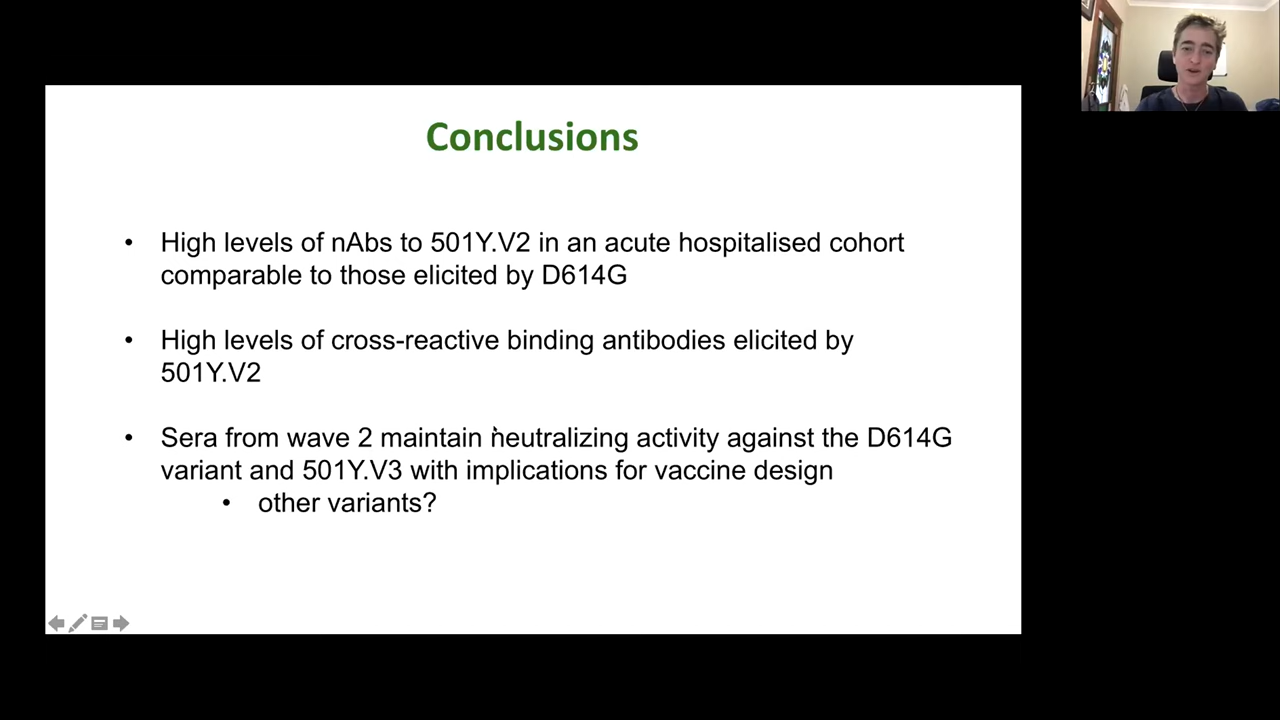 Conclusions
• High levels of nAbs to 501Y.V2 in an acute hospitalised cohort
comparable to those elicited by D614G
• High levels of cross-reactive binding antibodies elicited by
501Y.V2
• Sera from wave 2 maintain neutralizing activity against the D614G
variant and 501Y.V3 with implications for vaccine design
• other variants?